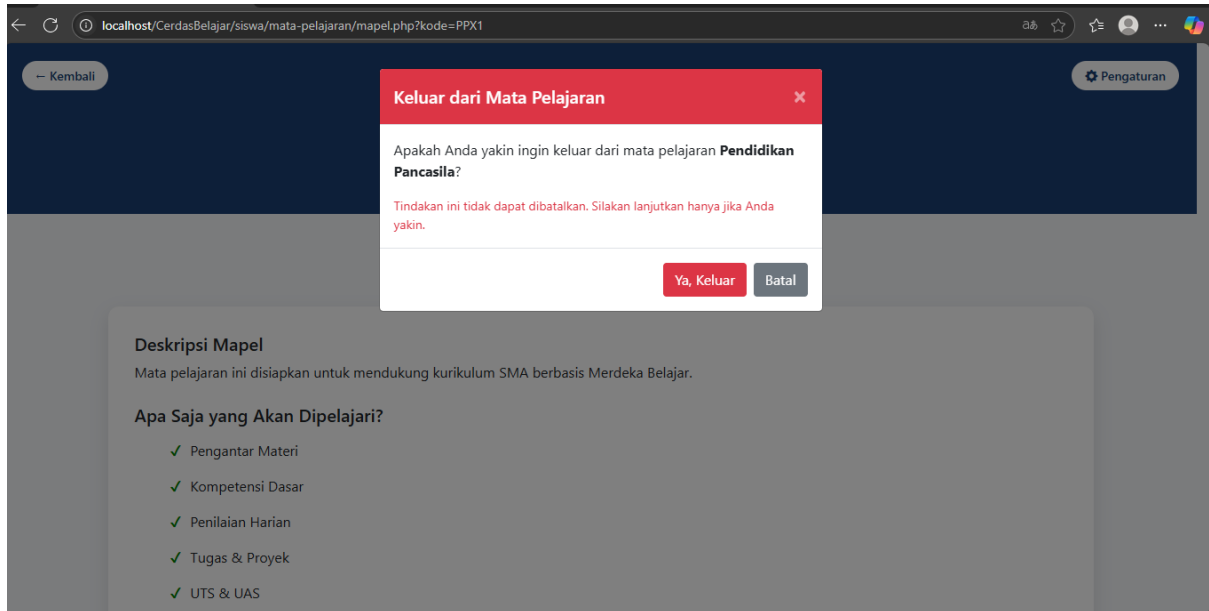 localhost/CerdasBelajar/siswa/mata-pelajaran/mapel.php?kode=PPX1
← Kembali
Pengaturan
Keluar dari Mata Pelajaran ×
Apakah Anda yakin ingin keluar dari mata pelajaran Pendidikan
Pancasila?
Tindakan ini tidak dapat dibatalkan. Silakan lanjutkan hanya jika Anda
yakin.
Ya, Keluar
Batal
Deskripsi Mapel
Mata pelajaran ini disiapkan untuk mendukung kurikulum SMA berbasis Merdeka Belajar.
Apa Saja yang Akan Dipelajari?
✓ Pengantar Materi
✓ Kompetensi Dasar
✓ Penilaian Harian
✓ Tugas & Proyek
✓ UTS & UAS